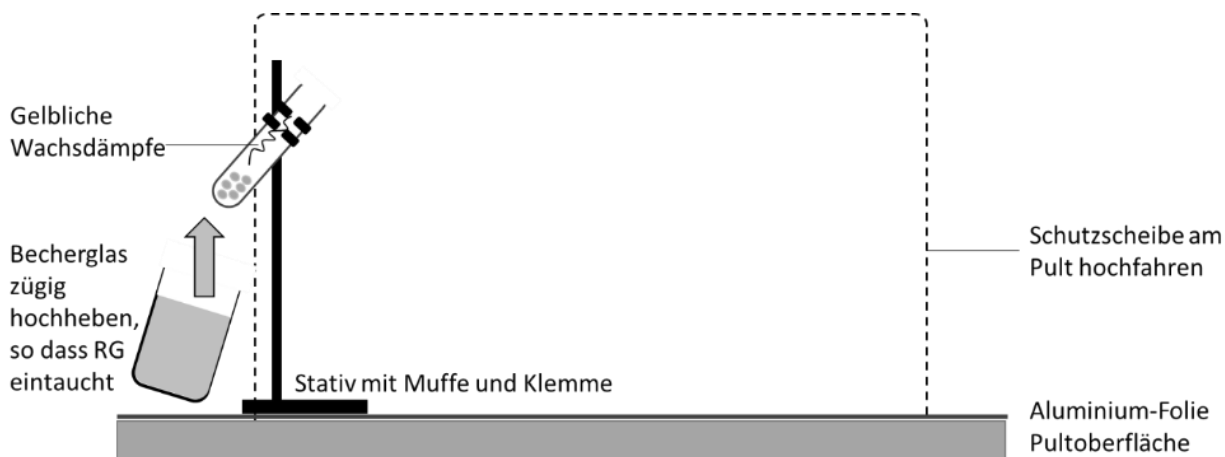 Gelbliche
Wachsdämpfe
Becherglas
zügig
hochheben,
so dass RG
eintaucht
Stativ mit Muffe und Klemme
Schutzscheibe am
Pult hochfahren
Aluminium-Folie
Pultoberfläche